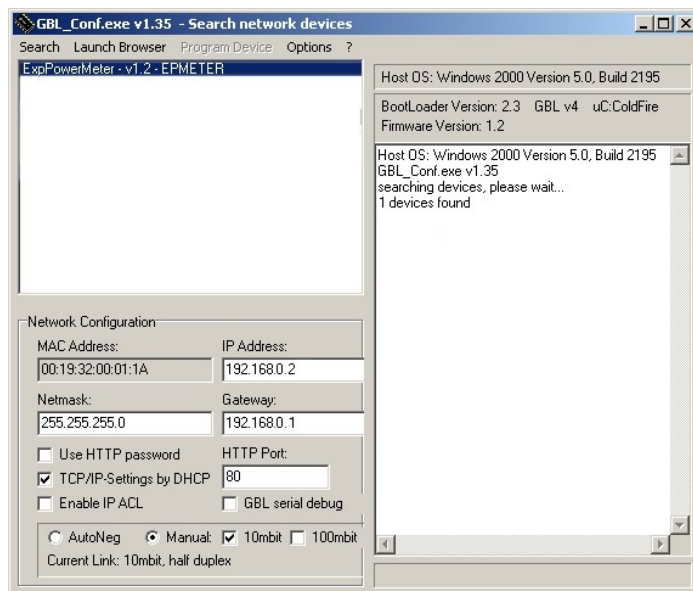 GBL_Conf.exe v1.35 - Search network devices
Search Launch Browser Program Device Options ?
ExpPowerMeter - v1.2 - EPMETER
Host OS: Windows 2000 Version 5.0, Build 2195
BootLoader Version: 2.3 GBL v4 uC:ColdFire
Firmware Version: 1.2
Host OS: Windows 2000 Version 5.0, Build 2195
GBL_Conf.exe v1.35
searching devices, please wait...
1 devices found
Network Configuration
MAC Address: IP Address:
00:19:32:00:01:1A 192.168.0.2
Netmask: Gateway:
255.255.255.0 192.168.0.1
Use HTTP password HTTP Port:
TCP/IP-Settings by DHCP 80
Enable IP ACL GBL serial debug
AutoNeg Manual: 10mbit 100mbit
Current Link: 10mbit, half duplex